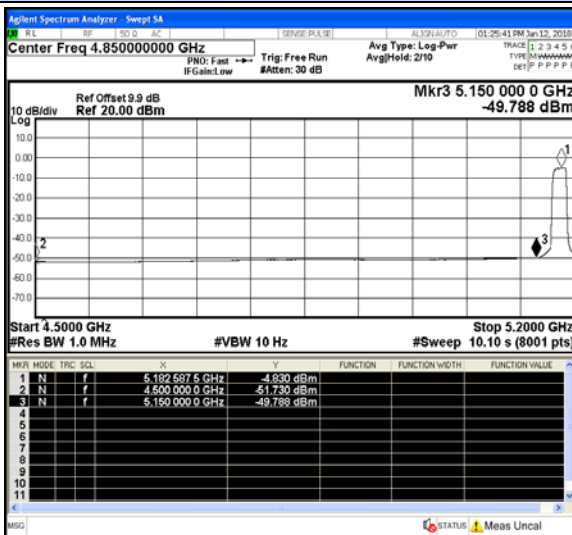 Agilent Spectrum Analyzer - Swept SA
RL RF 50 Ω AC SENSE:PULSE ALIGN AUTO 01:25:41 PM Jan 12, 2018
Center Freq 4.850000000 GHz Avg Type: Log-Pwr TRACE 1 2 3 4 5
PNO: Fast Trig: Free Run Avg|Hold: 2/10 TYPE
IFGain:Low #Atten: 30 dB DET P P P P P
Mkr3 5.150 000 0 GHz
Ref Offset 9.9 dB
10 dB/div Ref 20.00 dBm -49.788 dBm
Log
10.0
0.00
-10.0
-20.0
-30.0
-40.0
-50.0
-60.0
-70.0
1
2
3
Start 4.5000 GHz Stop 5.2000 GHz
#Res BW 1.0 MHz #VBW 10 Hz #Sweep 10.10 s (8001 pts)
MKR MODE TRC SCL X Y FUNCTION FUNCTION WIDTH FUNCTION VALUE
1 N f 5.182 587 5 GHz -4.830 dBm
2 N f 4.500 000 0 GHz -51.730 dBm
3 N f 5.150 000 0 GHz -49.788 dBm
4
5
6
7
8
9
10
11
MSG STATUS Meas Uncal